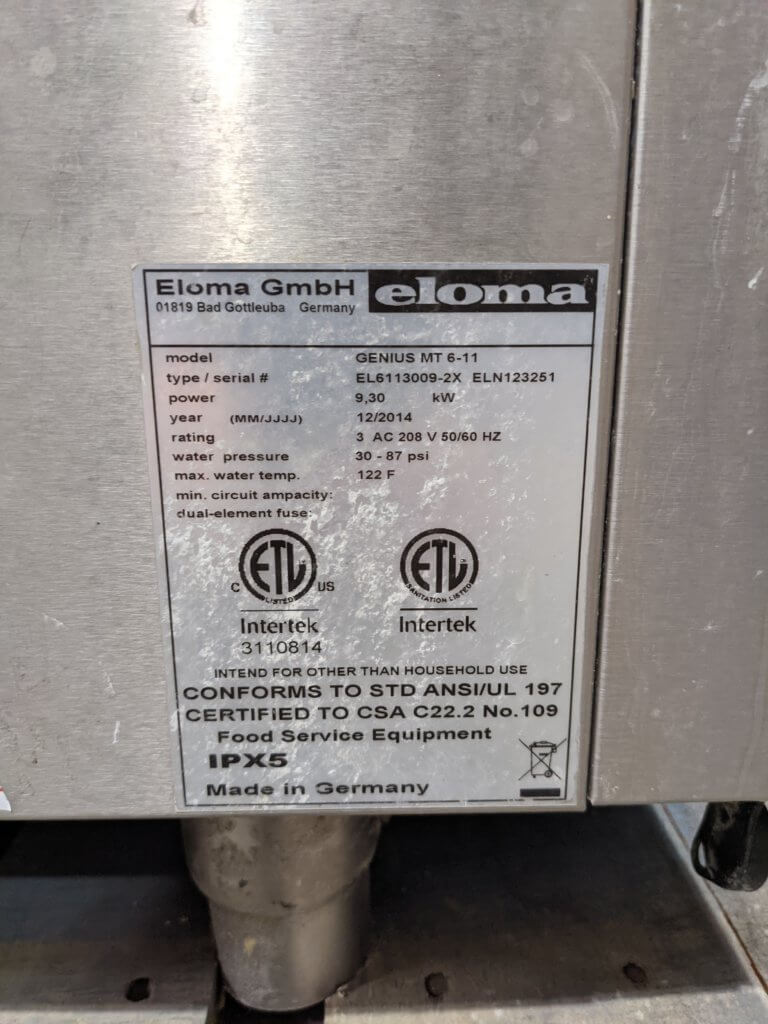 Eloma GmbH
eloma
01819 Bad Gottleuba Germany
model GENIUS MT 6-11
type / serial # EL6113009-2X ELN123251
power 9,30 kW
year (MM/JJJJ) 12/2014
rating 3 AC 208 V 50/60 HZ
water pressure 30 - 87 psi
max. water temp. 122 F
min. circuit ampacity:
dual-element fuse:
ETL
C US
LISTED
Intertek
3110814
ETL
SANITATION LISTED
Intertek
INTEND FOR OTHER THAN HOUSEHOLD USE
CONFORMS TO STD ANSI/UL 197
CERTIFIED TO CSA C22.2 No.109
Food Service Equipment
IPX5
Made in Germany